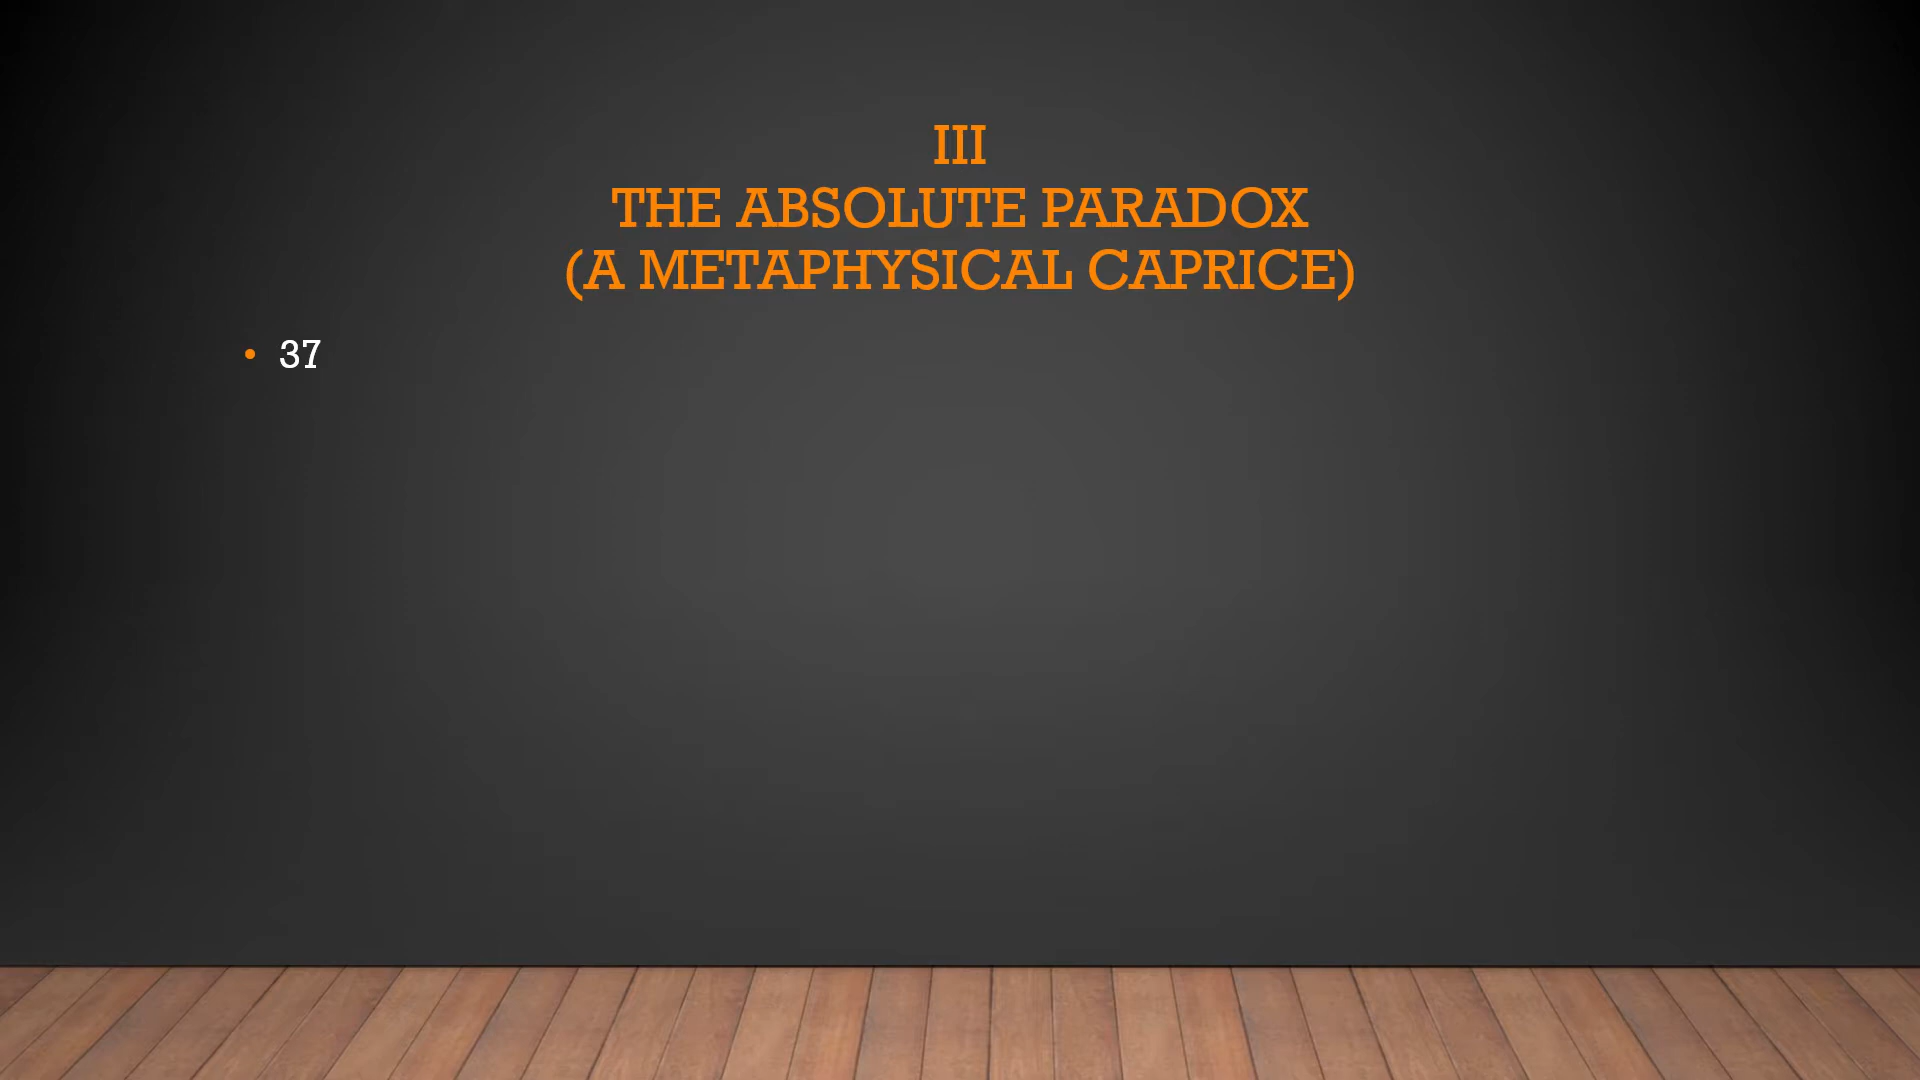 III
THE ABSOLUTE PARADOX
(A METAPHYSICAL CAPRICE)
• 37